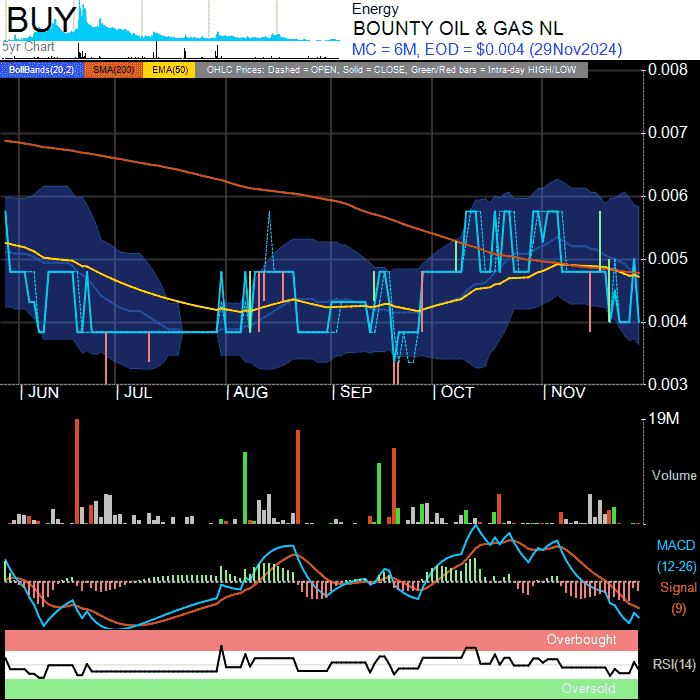 BUY
5yr Chart
Energy
BOUNTY OIL & GAS NL
MC = 6M, EOD = $0.004 (29Nov2024)
BollBands(20,2) SMA(200) EMA(50) OHLC Prices: Dashed = OPEN, Solid = CLOSE, Green/Red bars = Intra-day HIGH/LOW
0.008
0.007
0.006
0.005
0.004
0.003
| JUN | JUL | AUG | SEP | OCT | NOV
19M
Volume
MACD
(12-26)
Signal
(9)
Overbought
RSI(14)
Oversold